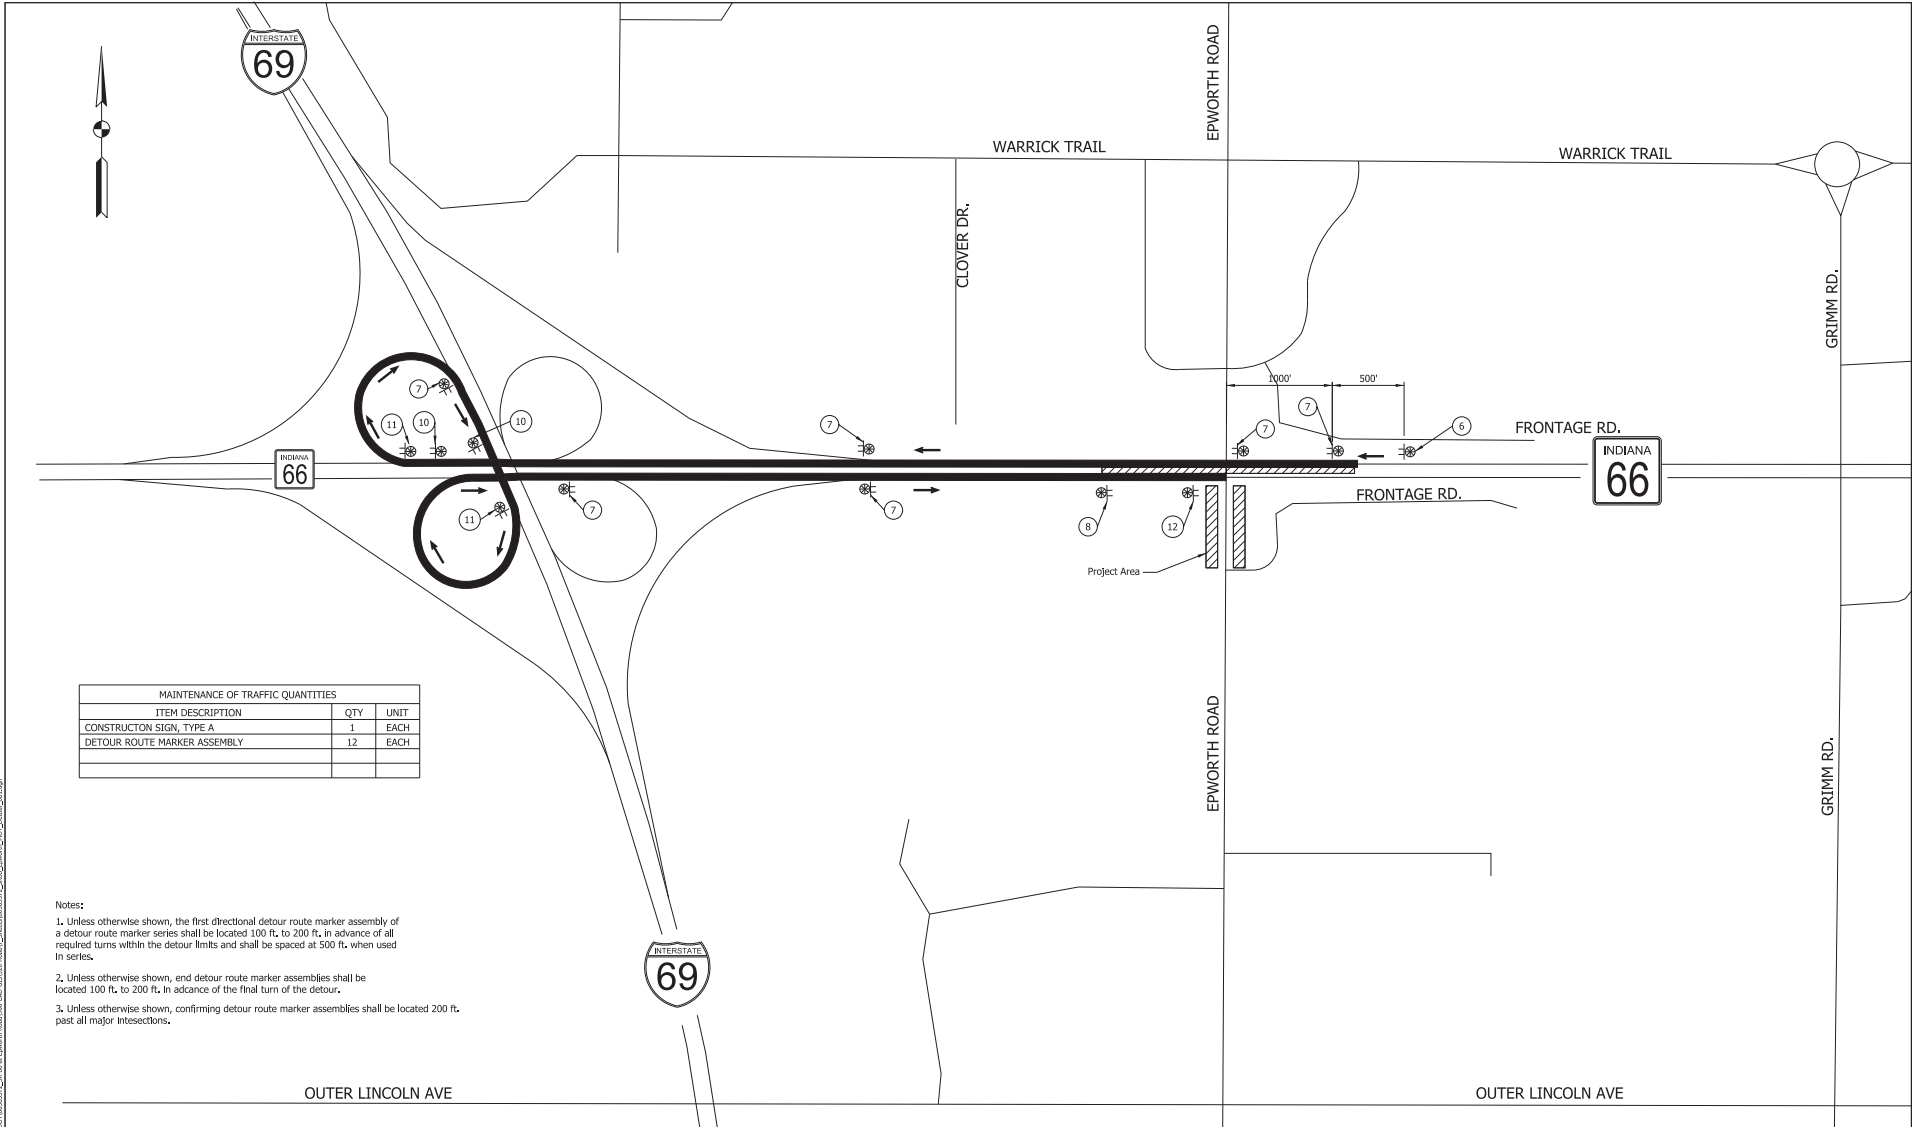 INTERSTATE
69
EPWORTH ROAD
WARRICK TRAIL
WARRICK TRAIL
CLOVER DR.
GRIMM RD.
1000'
500'
7
11
10
10
7
7
7
6
FRONTAGE RD.
INDIANA
66
INDIANA
66
FRONTAGE RD.
11
7
7
8
12
Project Area
MAINTENANCE OF TRAFFIC QUANTITIES
ITEM DESCRIPTION QTY UNIT
CONSTRUCTON SIGN, TYPE A 1 EACH
DETOUR ROUTE MARKER ASSEMBLY 12 EACH
EPWORTH ROAD
GRIMM RD.
Notes:
1. Unless otherwise shown, the first directional detour route marker assembly of
a detour route marker series shall be located 100 ft. to 200 ft. in advance of all
required turns within the detour limits and shall be spaced at 500 ft. when used
in series.
2. Unless otherwise shown, end detour route marker assemblies shall be
located 100 ft. to 200 ft. in adcance of the final turn of the detour.
3. Unless otherwise shown, confirming detour route marker assemblies shall be located 200 ft.
past all major intesections.
INTERSTATE
69
OUTER LINCOLN AVE
OUTER LINCOLN AVE